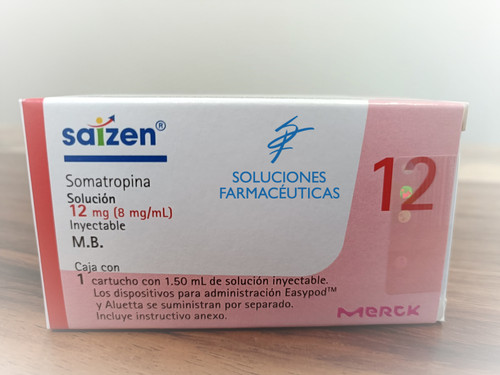 saizen®
Somatropina
Solución
12 mg (8 mg/mL)
Inyectable
M.B.
Caja con
1 cartucho con 1.50 mL de solución inyectable.
Los dispositivos para administración Easypod™
y Aluetta se suministran por separado.
Incluye instructivo anexo.
SOLUCIONES
FARMACÉUTICAS
12
Merck